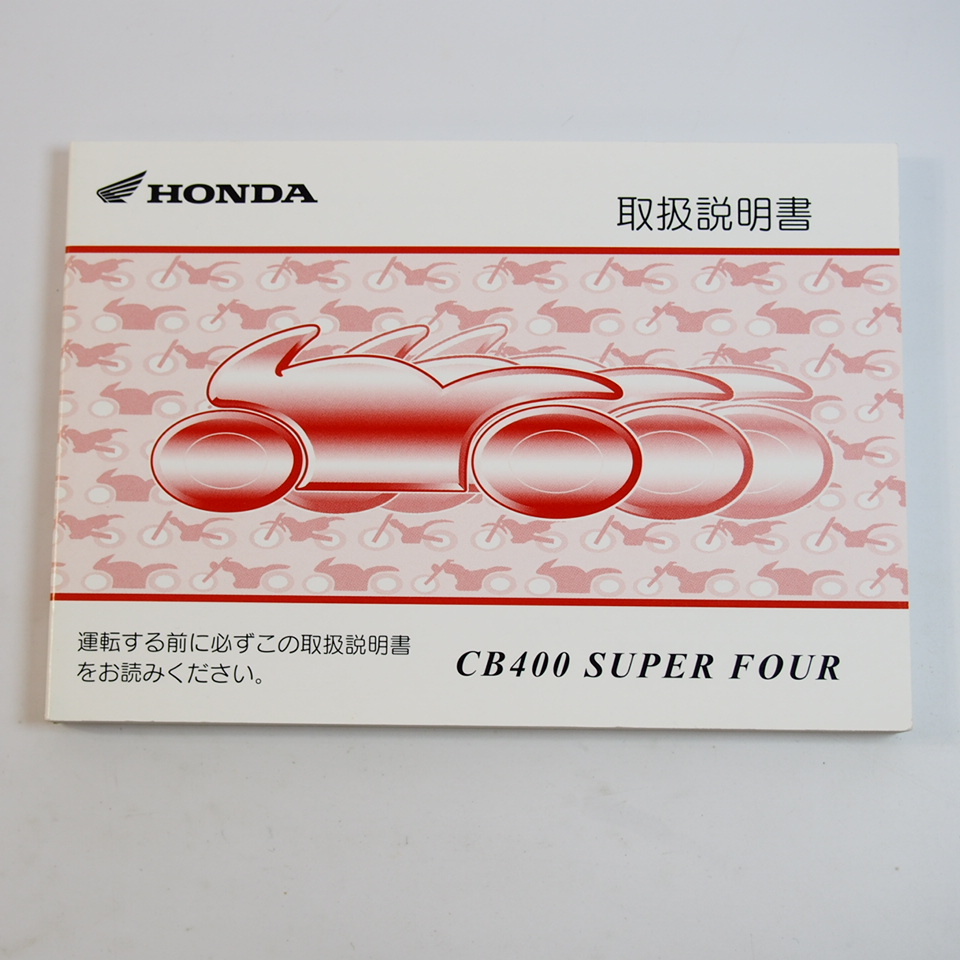 HONDA
取扱説明書
運転する前に必ずこの取扱説明書
をお読みください。
CB400 SUPER FOUR